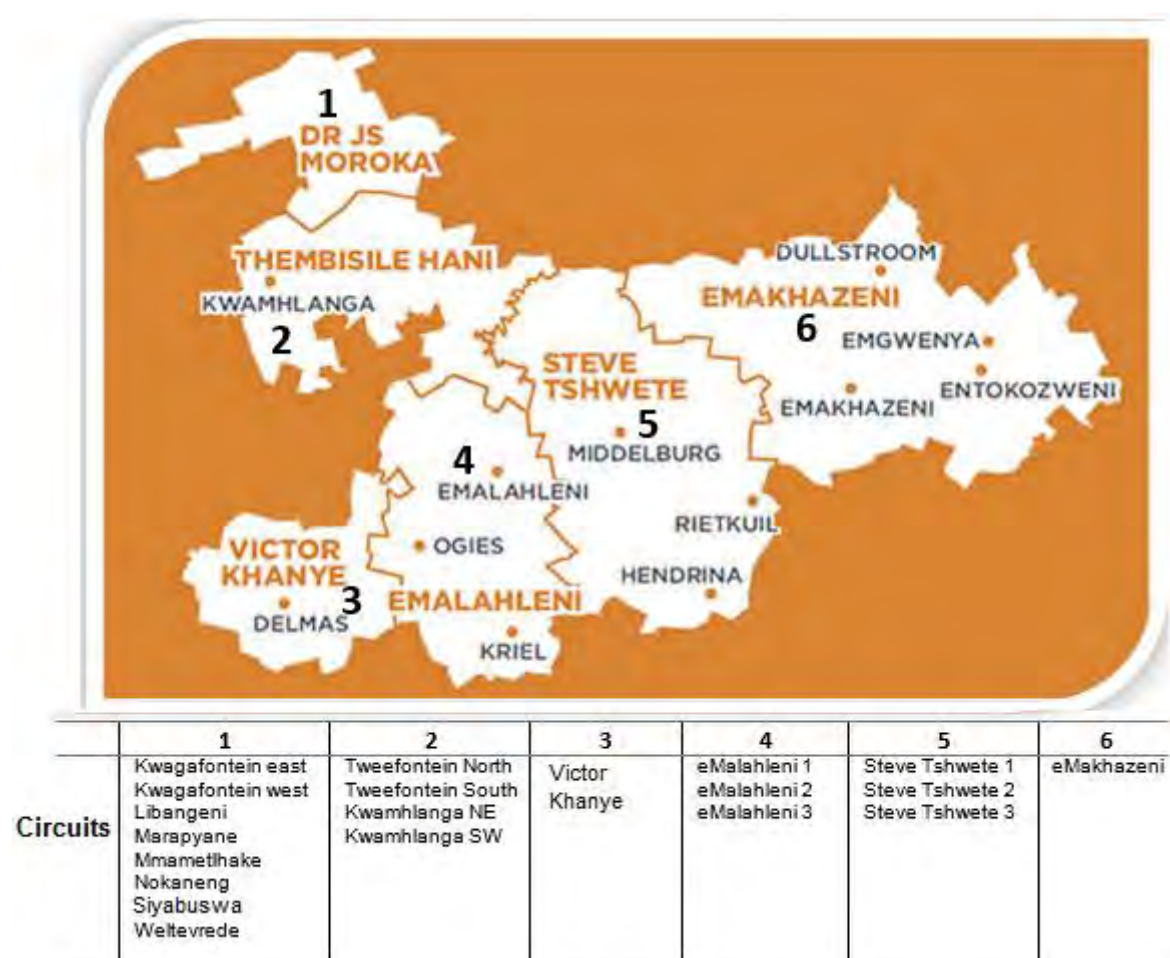 1
DR JS
MOROKA
THEMBISILE HANI
KWAMHLANGA
2
DULLSTROOM
EMAKHAZENI
6
EMGWENYA
ENTOKOZWENI
EMAKHAZENI
STEVE
TSHWETE
5
MIDDELBURG
4
EMALAHLENI
RIETKUIL
OGIES
VICTOR
KHANYE
3
DELMAS
HENDRINA
EMALAHLENI
KRIEL
1 2 3 4 5 6
Circuits
Kwagafontein east
Kwagafontein west
Libangeni
Marapyane
Mmametlhake
Nokaneng
Siyabuswa
Weltevrede
Tweefontein North
Tweefontein South
Kwamhlanga NE
Kwamhlanga SW
Victor
Khanye
eMalahleni 1
eMalahleni 2
eMalahleni 3
Steve Tshwete 1
Steve Tshwete 2
Steve Tshwete 3
eMakhazeni